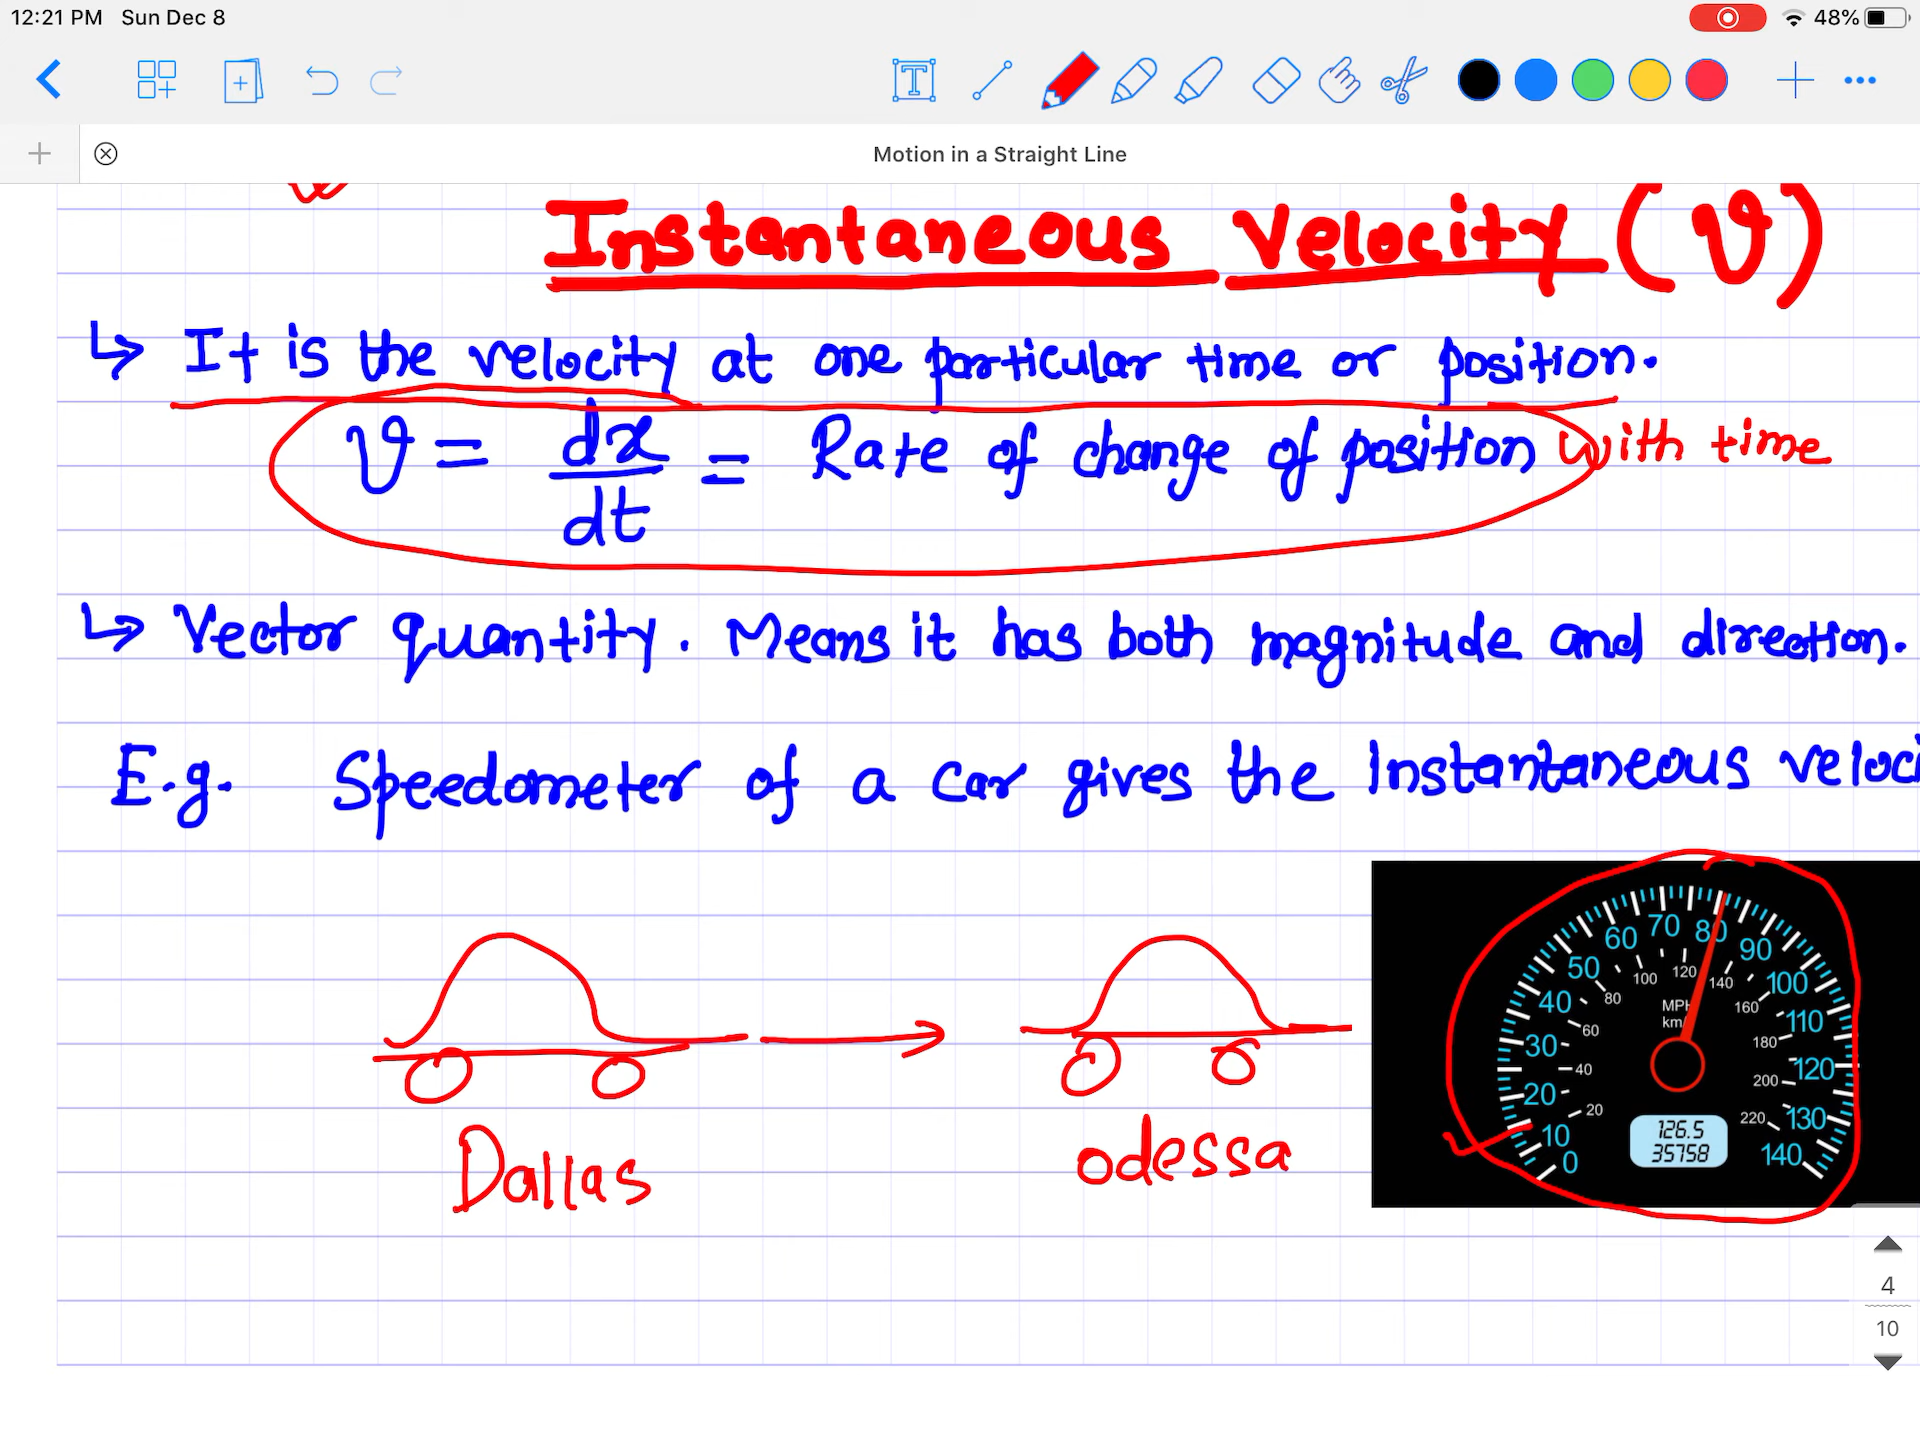 12:21 PM Sun Dec 8
48%
T
Motion in a Straight Line
Instantaneous Velocity (v)
↳ It is the velocity at one particular time or position.
v = dx/dt = Rate of change of position with time
↳ Vector quantity. Means it has both magnitude and direction.
E.g. Speedometer of a car gives the Instantaneous veloci
Dallas
odessa
0 10 20 30 40 50 60 70 80 90 100 110 120 130 140
20 40 60 80 100 120 140 160 180 200 220
MPH
km/
126.5
35758
4
10